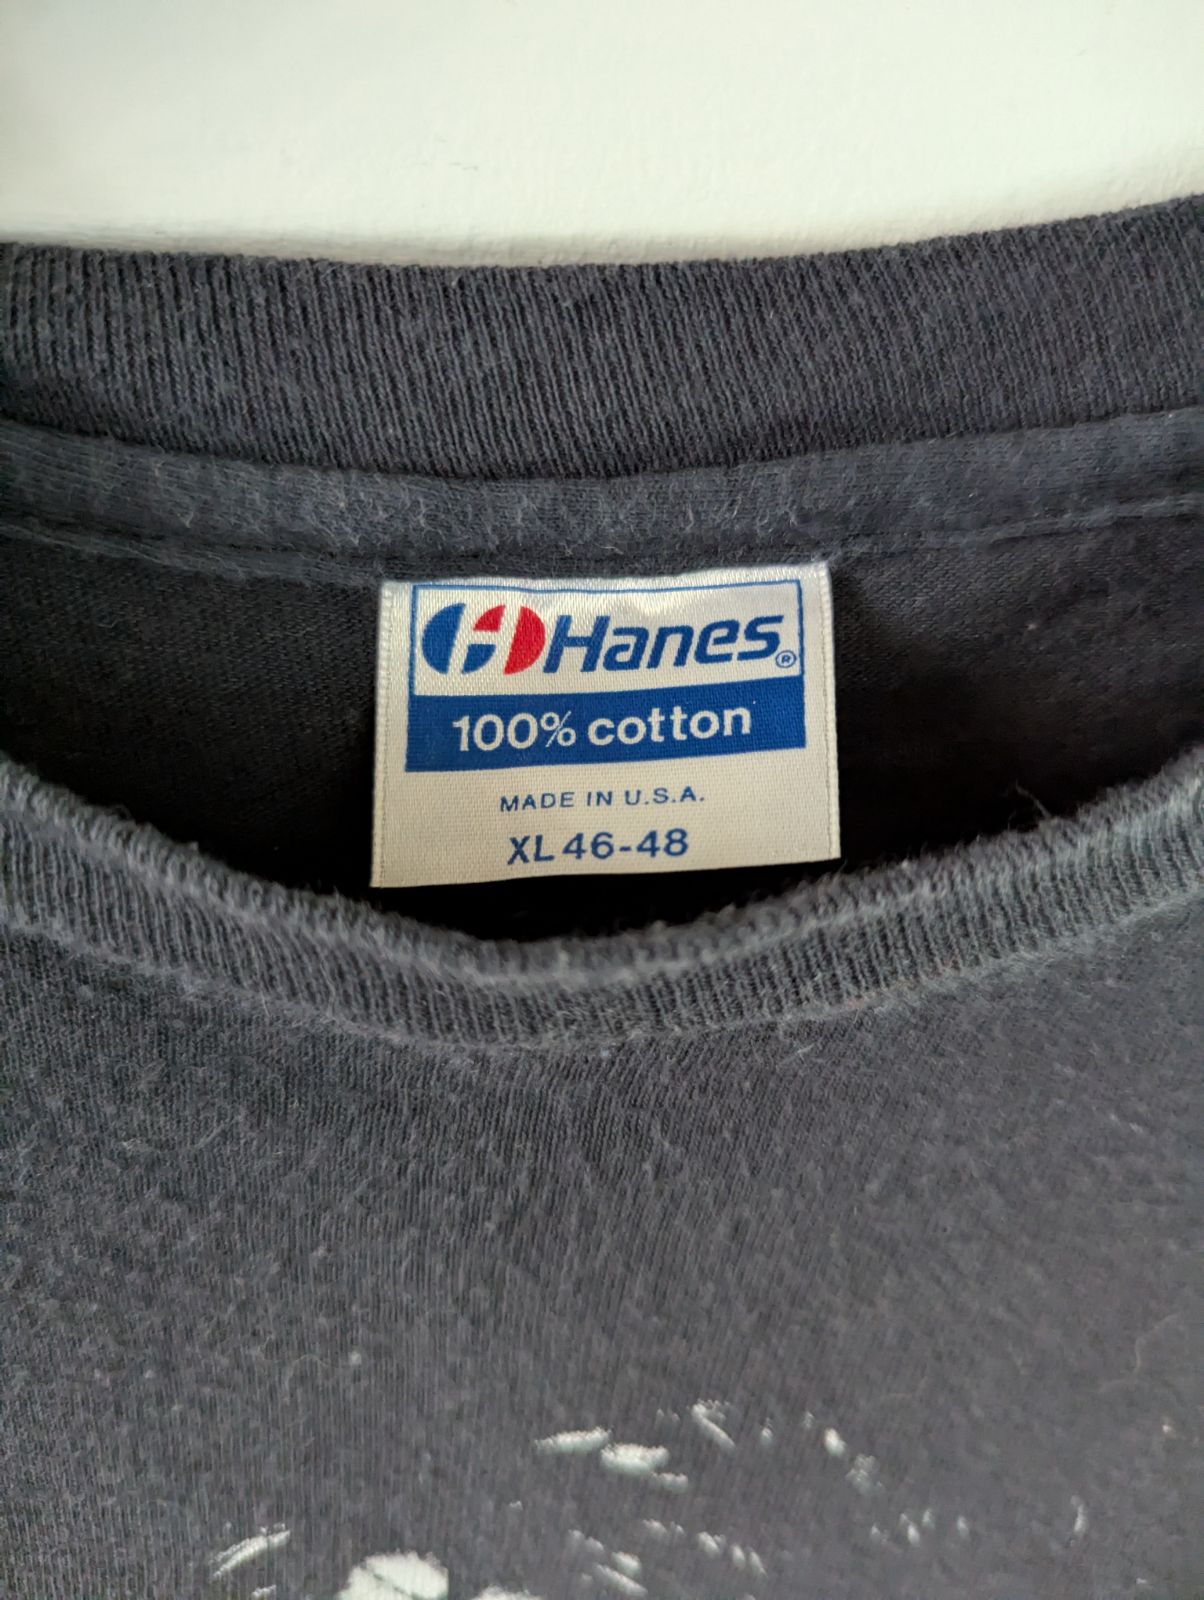 Hanes®
100% cotton
MADE IN U.S.A.
XL 46-48